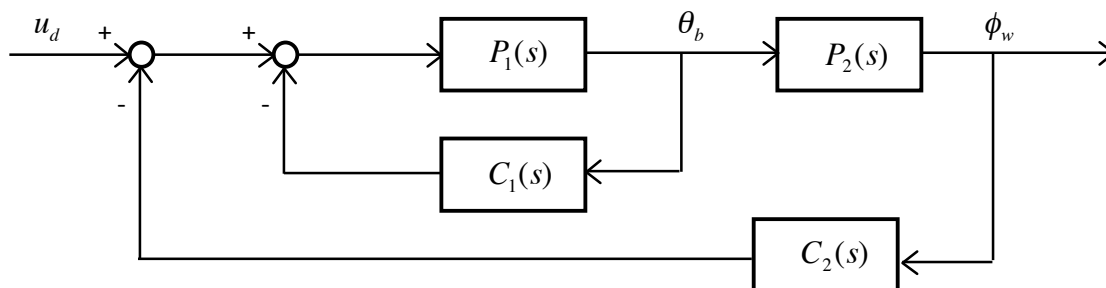 u_d
+
+
P_1(s)
θ_b
P_2(s)
ϕ_w
-
-
C_1(s)
C_2(s)